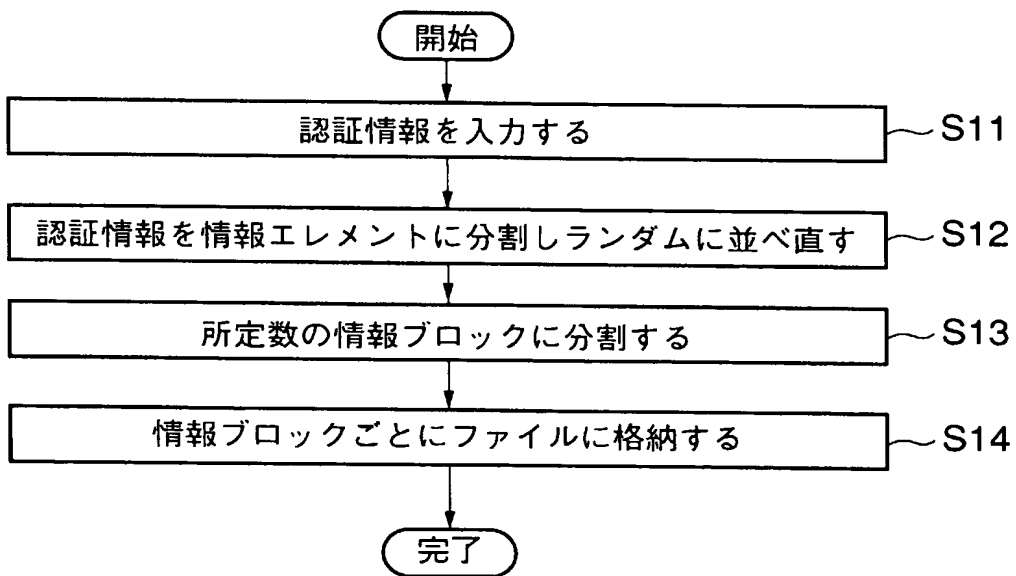 開始
認証情報を入力する
S11
認証情報を情報エレメントに分割しランダムに並べ直す
S12
所定数の情報ブロックに分割する
S13
情報ブロックごとにファイルに格納する
S14
完了